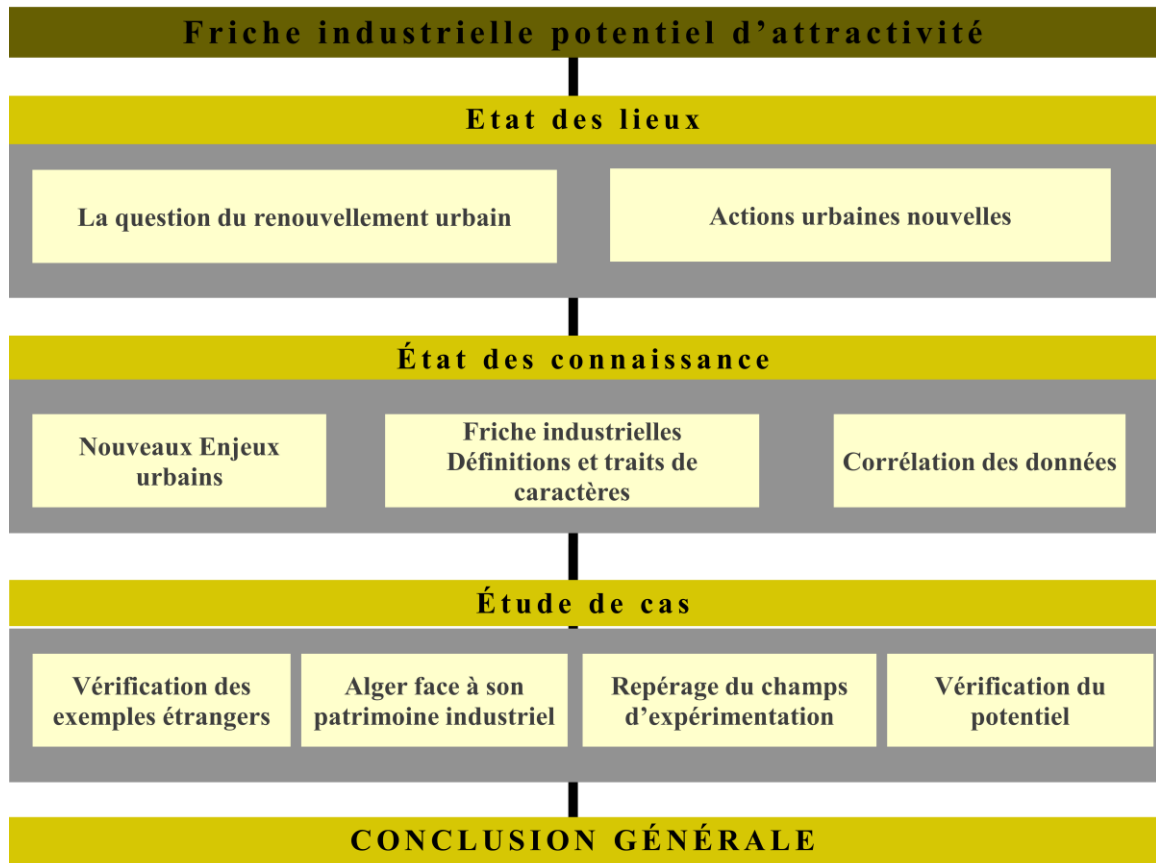 Friche industrielle potentiel d’attractivité
Etat des lieux
La question du renouvellement urbain
Actions urbaines nouvelles
État des connaissance
Nouveaux Enjeux
urbains
Friche industrielles
Définitions et traits de
caractères
Corrélation des données
Étude de cas
Vérification des
exemples étrangers
Alger face à son
patrimoine industriel
Repérage du champs
d’expérimentation
Vérification du
potentiel
CONCLUSION GÉNÉRALE